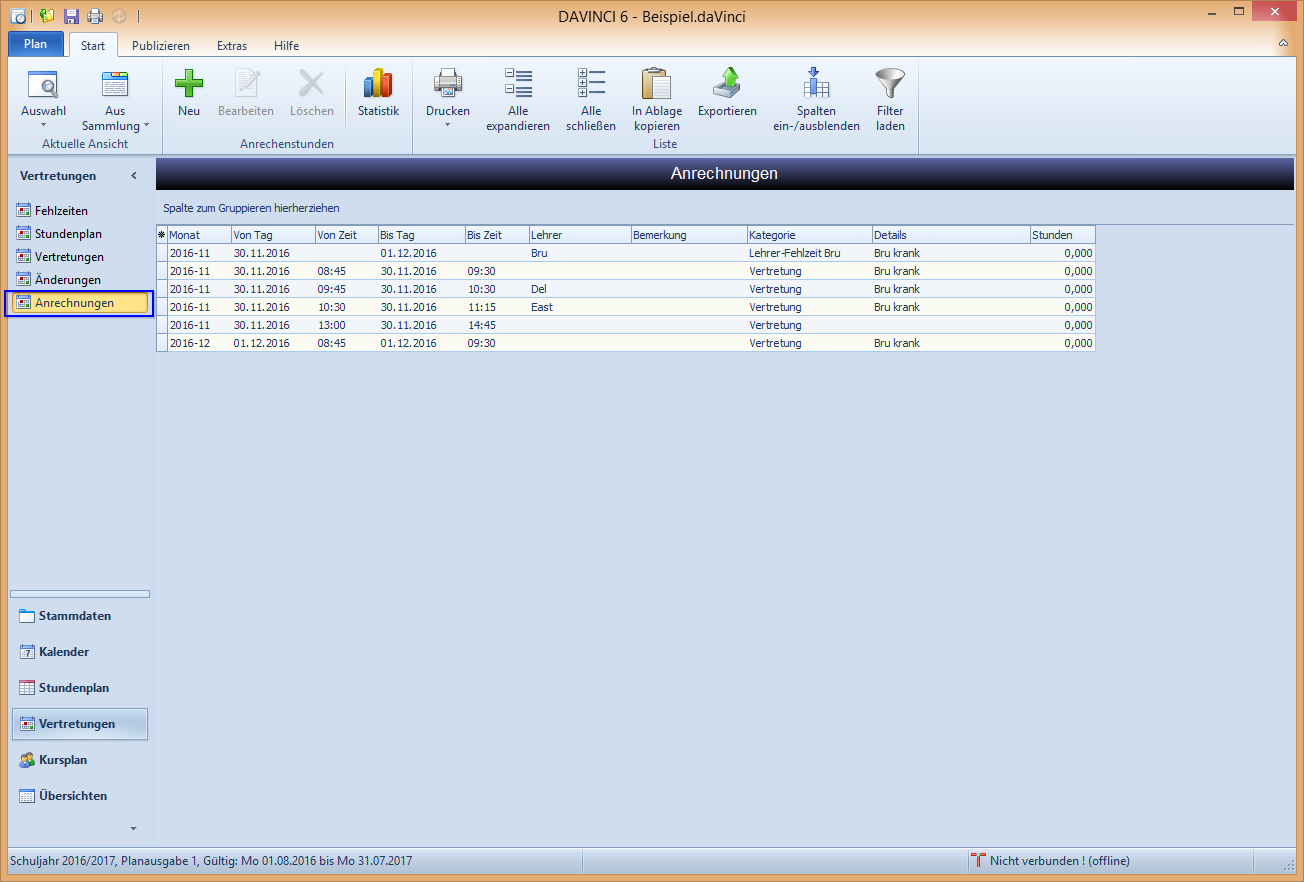 DAVINCI 6 - Beispiel.daVinci
Plan Start Publizieren Extras Hilfe
Auswahl
Aus Sammlung
Aktuelle Ansicht
Neu
Bearbeiten
Löschen
Statistik
Anrechenstunden
Drucken
Alle expandieren
Alle schließen
In Ablage kopieren
Exportieren
Spalten ein-/ausblenden
Filter laden
Liste
Vertretungen
Fehlzeiten
Stundenplan
Vertretungen
Änderungen
Anrechnungen
Stammdaten
Kalender
Stundenplan
Vertretungen
Kursplan
Übersichten
Anrechnungen
Spalte zum Gruppieren hierherziehen
Monat Von Tag Von Zeit Bis Tag Bis Zeit Lehrer Bemerkung Kategorie Details Stunden
2016-11 30.11.2016 01.12.2016 Bru Lehrer-Fehlzeit Bru Bru krank 0,000
2016-11 30.11.2016 08:45 30.11.2016 09:30 Vertretung Bru krank 0,000
2016-11 30.11.2016 09:45 30.11.2016 10:30 Del Vertretung Bru krank 0,000
2016-11 30.11.2016 10:30 30.11.2016 11:15 East Vertretung Bru krank 0,000
2016-11 30.11.2016 13:00 30.11.2016 14:45 Vertretung 0,000
2016-12 01.12.2016 08:45 01.12.2016 09:30 Vertretung Bru krank 0,000
Schuljahr 2016/2017, Planausgabe 1, Gültig: Mo 01.08.2016 bis Mo 31.07.2017
Nicht verbunden ! (offline)